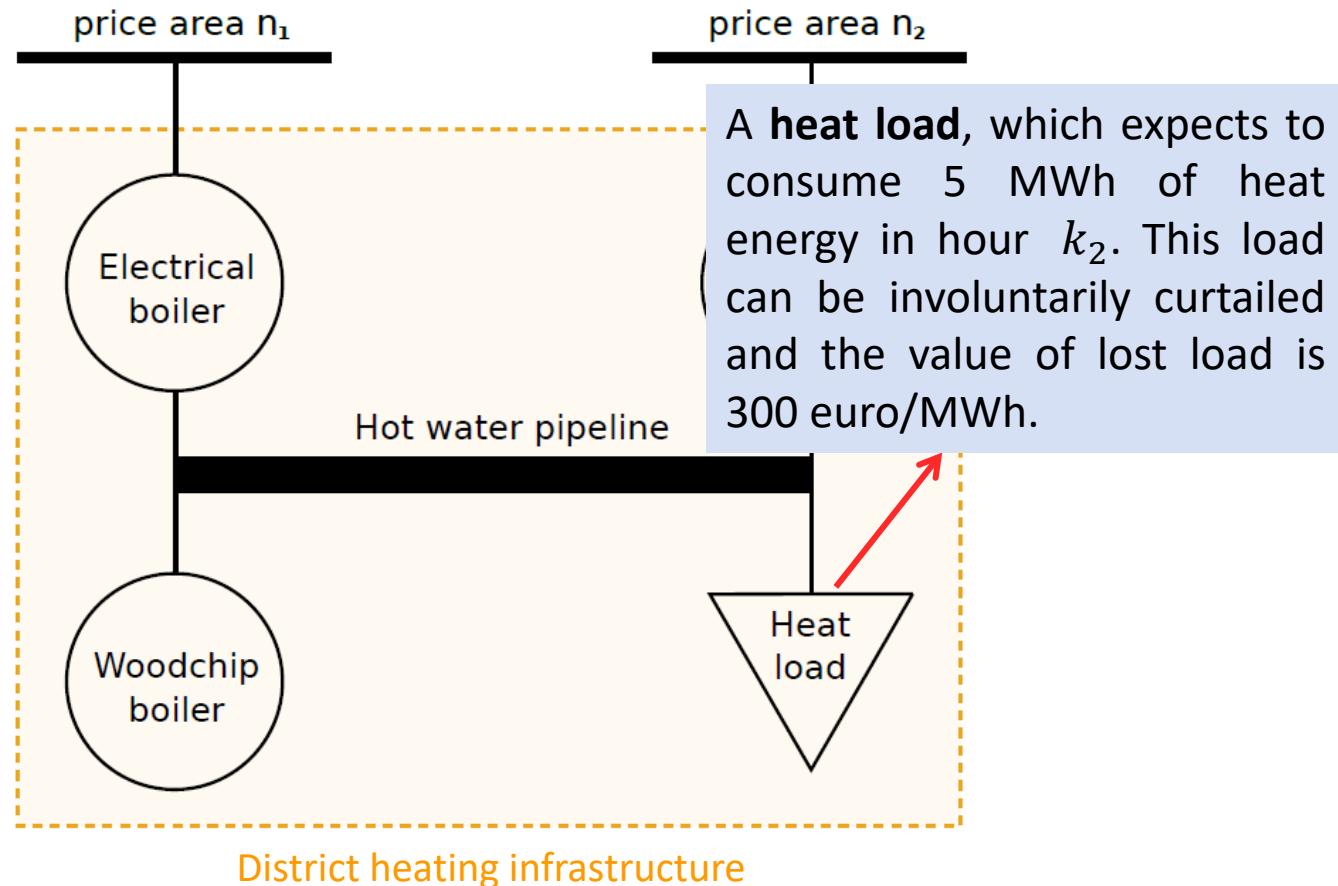 price area n₁
price area n₂
A heat load, which expects to
consume 5 MWh of heat
energy in hour k₂. This load
can be involuntarily curtailed
and the value of lost load is
300 euro/MWh.
Electrical
boiler
Hot water pipeline
Woodchip
boiler
Heat
load
District heating infrastructure